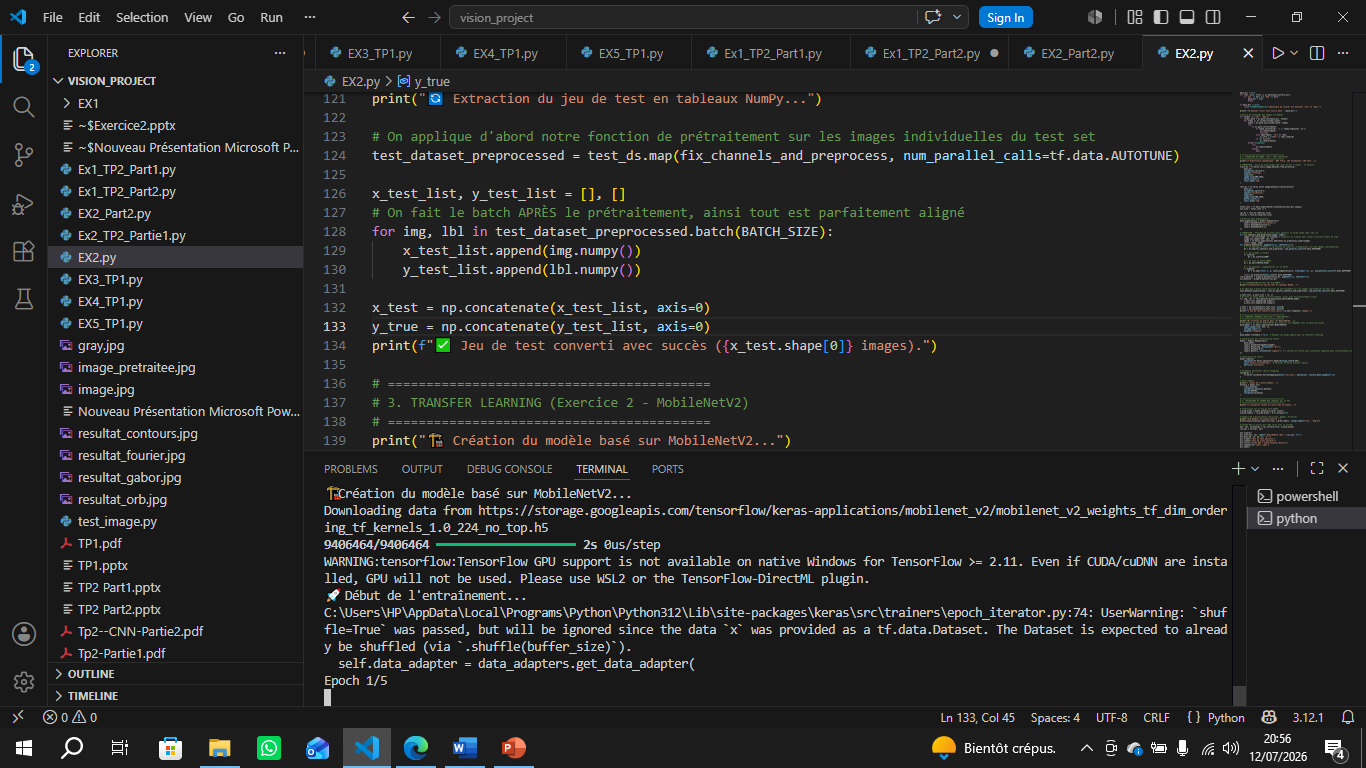 File Edit Selection View Go Run ··· vision_project Sign In
EXPLORER ···
VISION_PROJECT
EX1
~$Exercice2.pptx
~$Nouveau Présentation Microsoft P...
Ex1_TP2_Part1.py
Ex1_TP2_Part2.py
EX2_Part2.py
Ex2_TP2_Partie1.py
EX2.py
EX3_TP1.py
EX4_TP1.py
EX5_TP1.py
gray.jpg
image_pretraitee.jpg
image.jpg
Nouveau Présentation Microsoft Pow...
resultat_contours.jpg
resultat_fourier.jpg
resultat_gabor.jpg
resultat_orb.jpg
test_image.py
TP1.pdf
TP1.pptx
TP2 Part1.pptx
TP2 Part2.pptx
Tp2--CNN-Partie2.pdf
Tp2-Partie1.pdf
OUTLINE
TIMELINE
2
EX3_TP1.py EX4_TP1.py EX5_TP1.py Ex1_TP2_Part1.py Ex1_TP2_Part2.py EX2_Part2.py EX2.py
EX2.py > y_true
121 print("🔄 Extraction du jeu de test en tableaux NumPy...")
122
123 # On applique d'abord notre fonction de prétraitement sur les images individuelles du test set
124 test_dataset_preprocessed = test_ds.map(fix_channels_and_preprocess, num_parallel_calls=tf.data.AUTOTUNE)
125
126 x_test_list, y_test_list = [], []
127 # On fait le batch APRÈS le prétraitement, ainsi tout est parfaitement aligné
128 for img, lbl in test_dataset_preprocessed.batch(BATCH_SIZE):
129     x_test_list.append(img.numpy())
130     y_test_list.append(lbl.numpy())
131
132 x_test = np.concatenate(x_test_list, axis=0)
133 y_true = np.concatenate(y_test_list, axis=0)
134 print(f"✅ Jeu de test converti avec succès ({x_test.shape[0]} images).")
135
136 # ==========================================
137 # 3. TRANSFER LEARNING (Exercice 2 - MobileNetV2)
138 # ==========================================
139 print("🏗️ Création du modèle basé sur MobileNetV2...")
PROBLEMS OUTPUT DEBUG CONSOLE TERMINAL PORTS
🏗️Création du modèle basé sur MobileNetV2...
Downloading data from https://storage.googleapis.com/tensorflow/keras-applications/mobilenet_v2/mobilenet_v2_weights_tf_dim_order
ing_tf_kernels_1.0_224_no_top.h5
9406464/9406464 ━━━━━━━━━━━━━━━━━━━━ 2s 0us/step
WARNING:tensorflow:TensorFlow GPU support is not available on native Windows for TensorFlow >= 2.11. Even if CUDA/cuDNN are insta
lled, GPU will not be used. Please use WSL2 or the TensorFlow-DirectML plugin.
🚀 Début de l'entraînement...
C:\Users\HP\AppData\Local\Programs\Python\Python312\Lib\site-packages\keras\src\trainers\epoch_iterator.py:74: UserWarning: `shuf
fle=True` was passed, but will be ignored since the data `x` was provided as a tf.data.Dataset. The Dataset is expected to alread
y be shuffled (via `.shuffle(buffer_size)`).
  self.data_adapter = data_adapters.get_data_adapter(
Epoch 1/5
powershell
python
0 0 Ln 133, Col 45 Spaces: 4 UTF-8 CRLF { } Python 3.12.1
Bientôt crépus. 20:56
12/07/2026
4